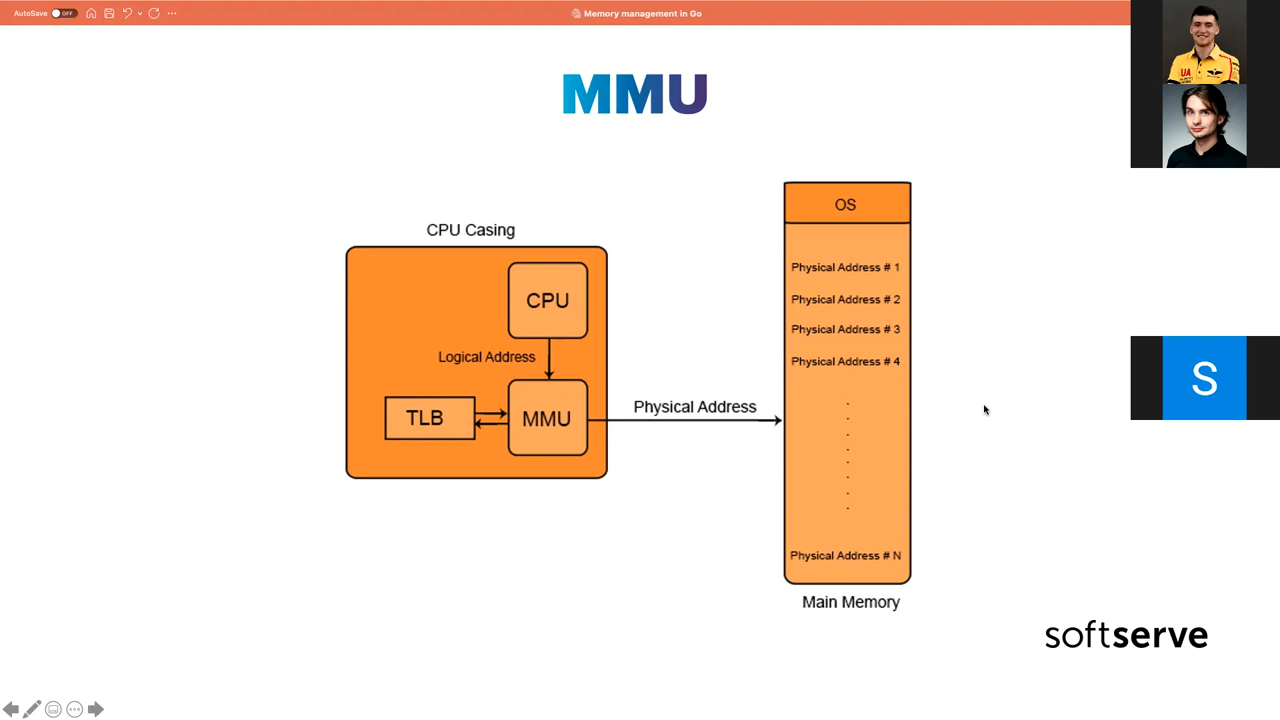 AutoSave OFF
Memory management in Go
MMU
UA
CPU Casing
CPU
Logical Address
TLB
MMU
Physical Address
OS
Physical Address # 1
Physical Address # 2
Physical Address # 3
Physical Address # 4
Physical Address # N
Main Memory
S
softserve